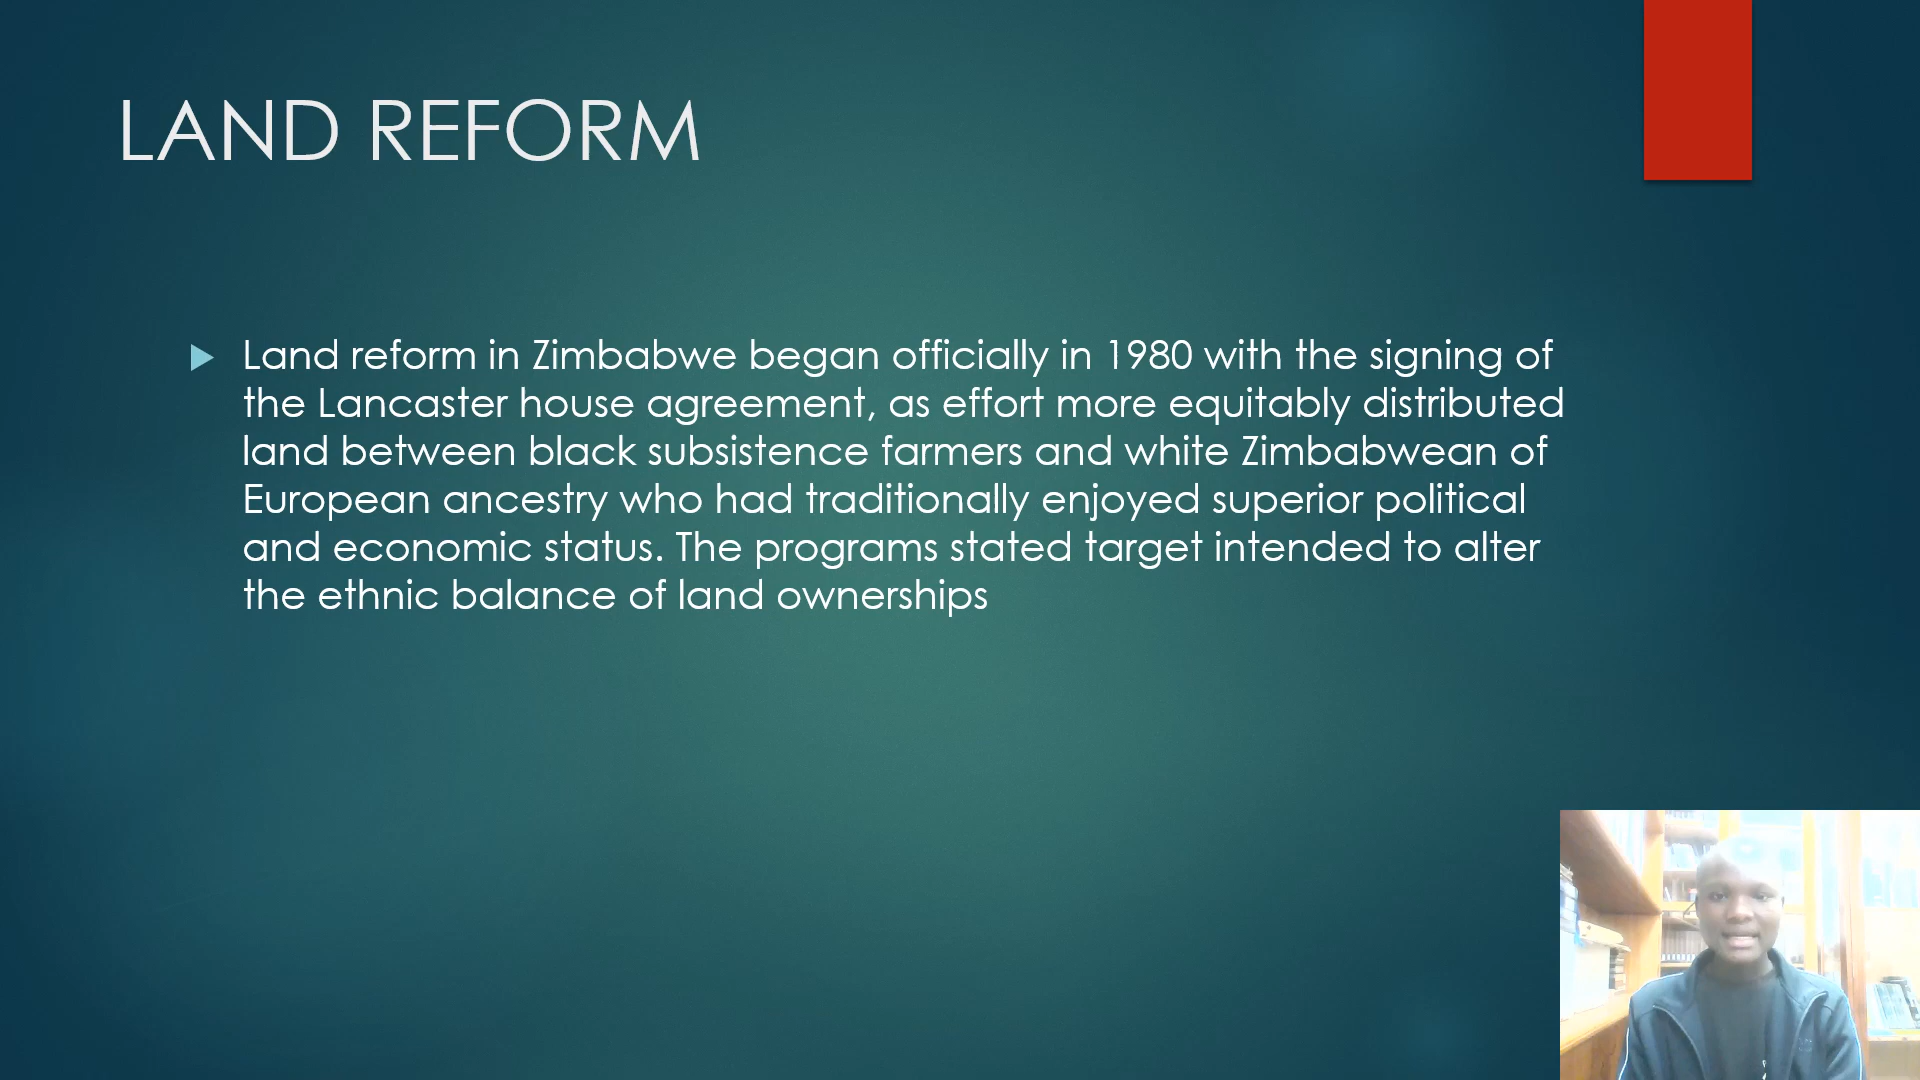 LAND REFORM
Land reform in Zimbabwe began officially in 1980 with the signing of
the Lancaster house agreement, as effort more equitably distributed
land between black subsistence farmers and white Zimbabwean of
European ancestry who had traditionally enjoyed superior political
and economic status. The programs stated target intended to alter
the ethnic balance of land ownerships